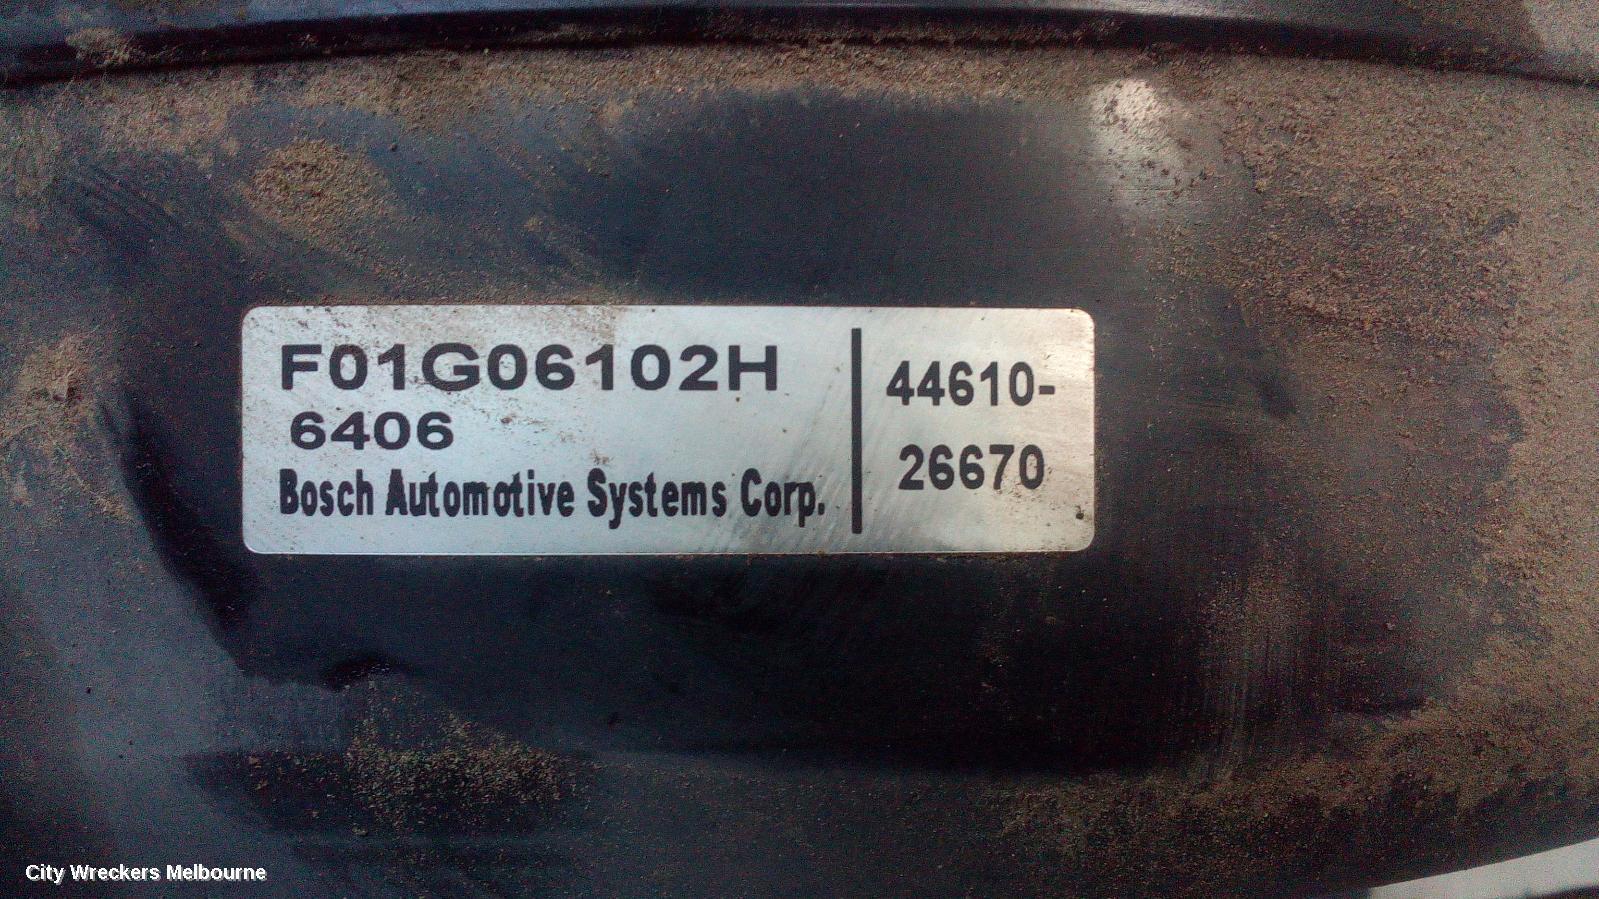 F01G06102H
6406
Bosch Automotive Systems Corp.
44610-
26670
City Wreckers Melbourne